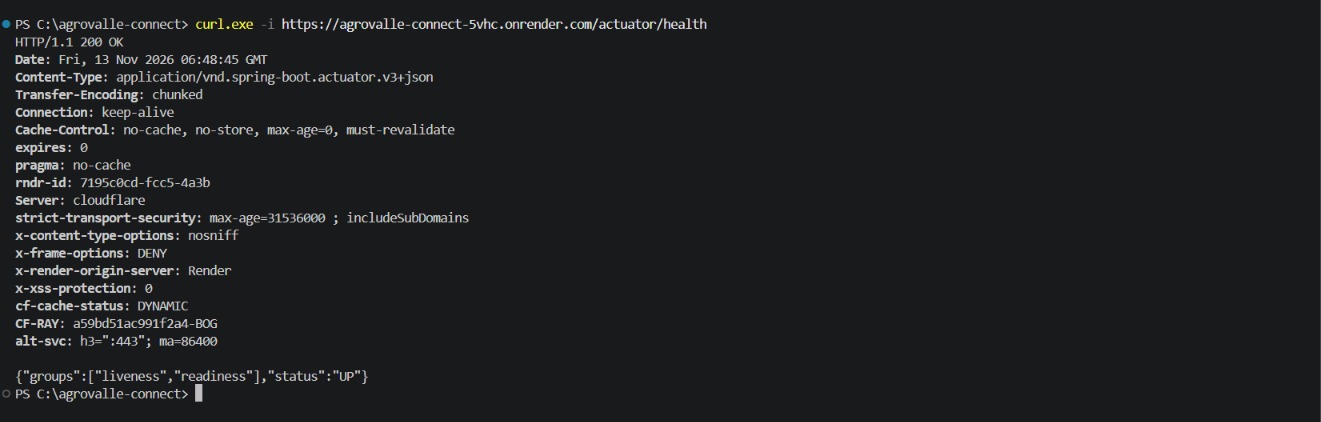 PS C:\agrovalle-connect> curl.exe -i https://agrovalle-connect-5vhc.onrender.com/actuator/health
HTTP/1.1 200 OK
Date: Fri, 13 Nov 2026 06:48:45 GMT
Content-Type: application/vnd.spring-boot.actuator.v3+json
Transfer-Encoding: chunked
Connection: keep-alive
Cache-Control: no-cache, no-store, max-age=0, must-revalidate
expires: 0
pragma: no-cache
rndr-id: 7195c0cd-fcc5-4a3b
Server: cloudflare
strict-transport-security: max-age=31536000 ; includeSubDomains
x-content-type-options: nosniff
x-frame-options: DENY
x-render-origin-server: Render
x-xss-protection: 0
cf-cache-status: DYNAMIC
CF-RAY: a59bd51ac991f2a4-BOG
alt-svc: h3=":443"; ma=86400
{"groups":["liveness","readiness"],"status":"UP"}
PS C:\agrovalle-connect>